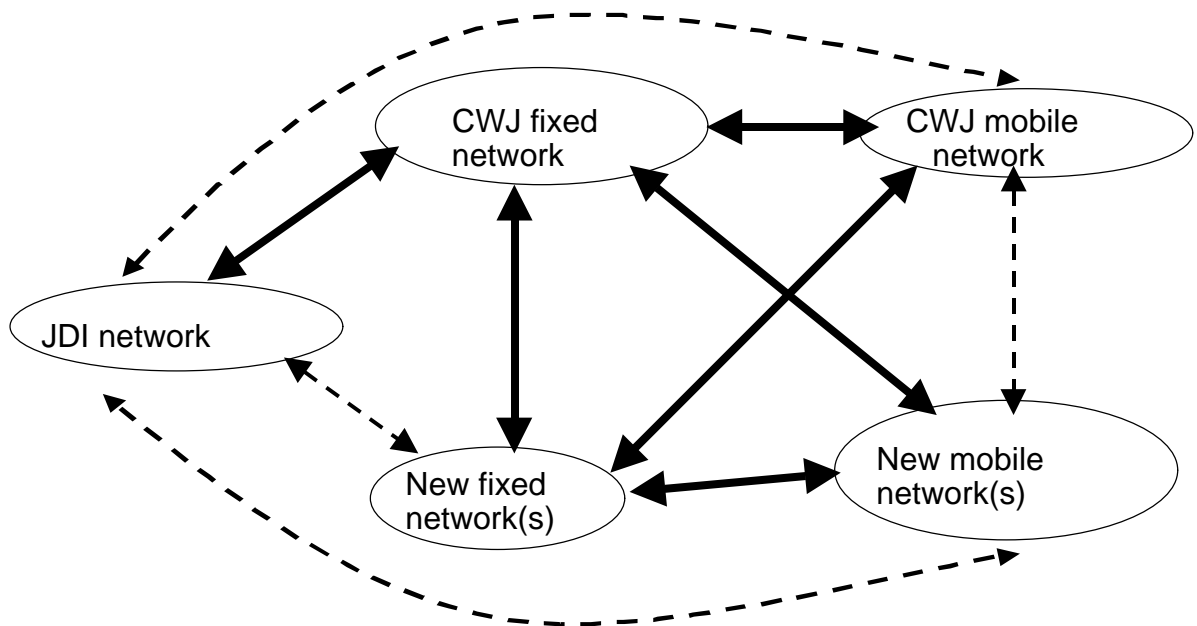 CWJ fixed
network
CWJ mobile
network
JDI network
New fixed
network(s)
New mobile
network(s)